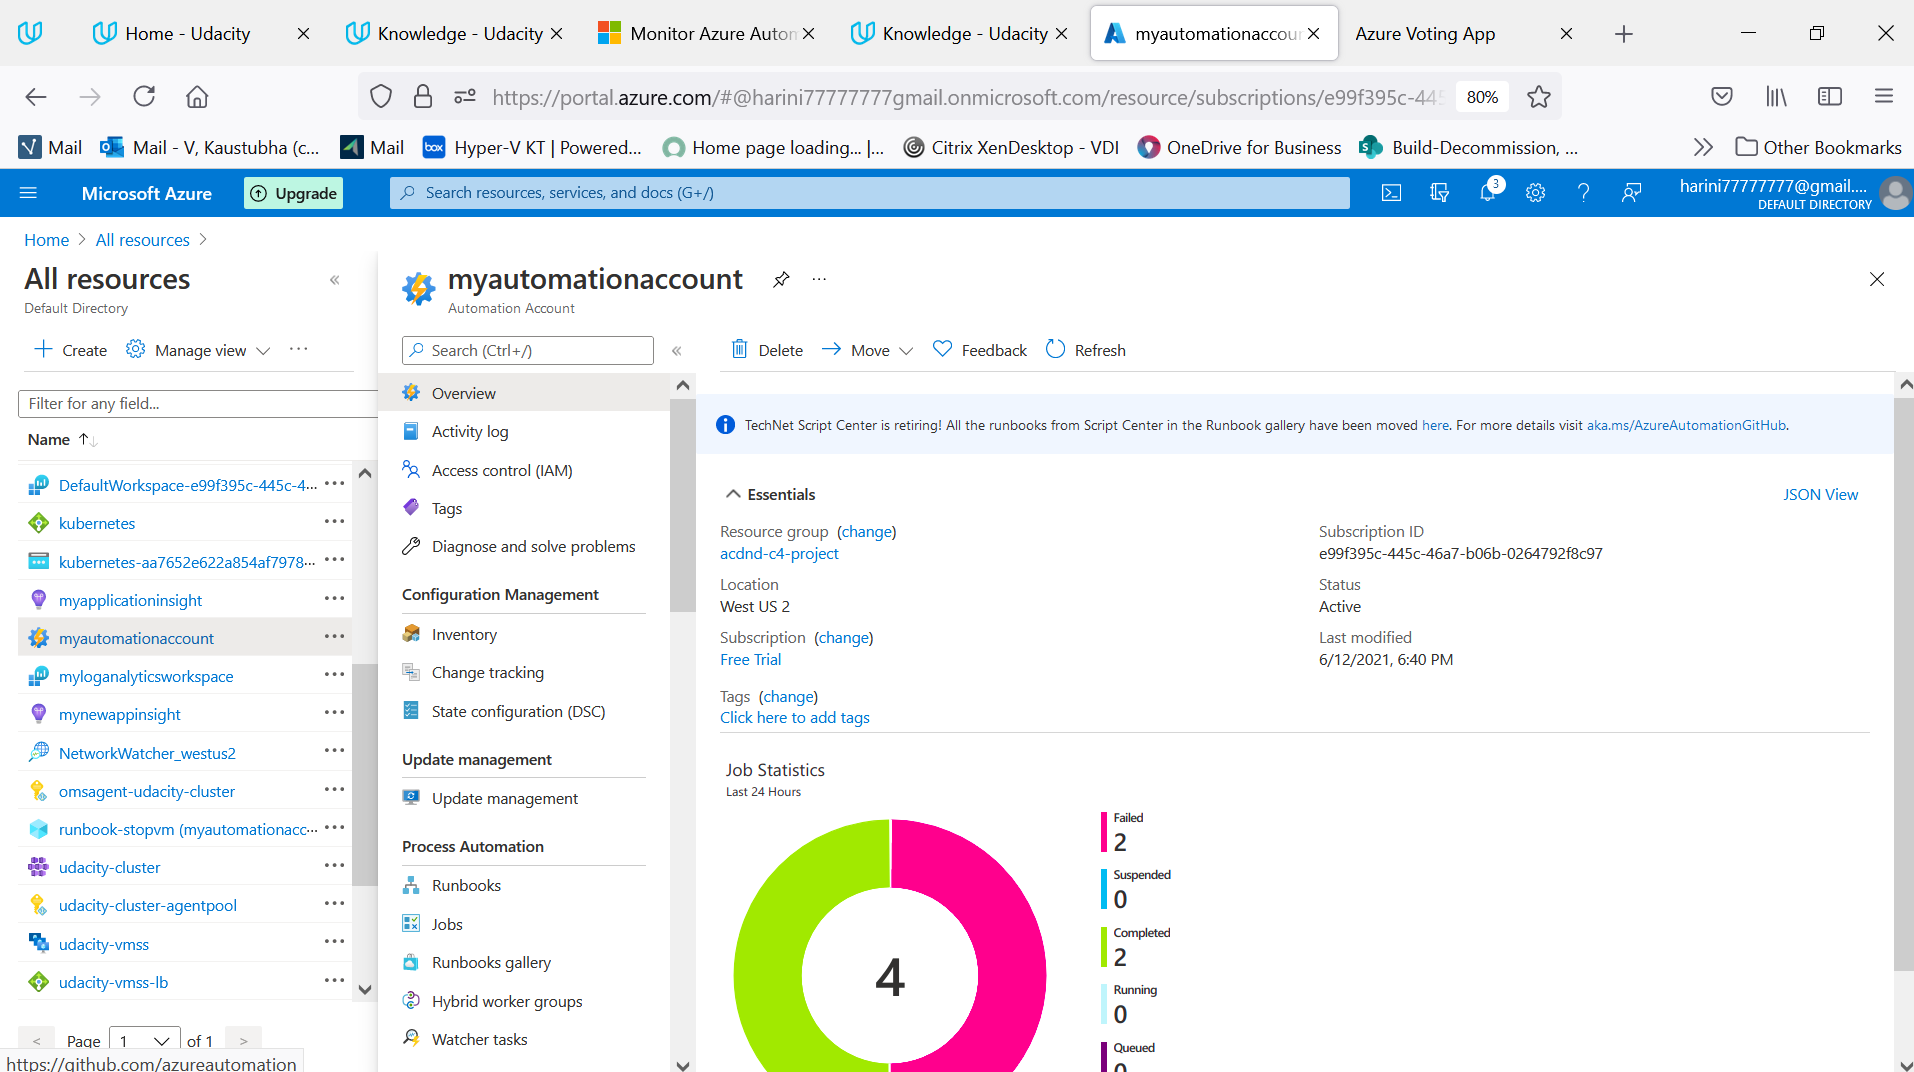 Home - Udacity
Knowledge - Udacity
Monitor Azure Autom
Knowledge - Udacity
myautomationaccour
Azure Voting App
https://portal.azure.com/#@harini77777777gmail.onmicrosoft.com/resource/subscriptions/e99f395c-445
80%
Mail
Mail - V, Kaustubha (c...
Mail
box
Hyper-V KT | Powered...
Home page loading... |...
Citrix XenDesktop - VDI
OneDrive for Business
Build-Decommission, ...
Other Bookmarks
Microsoft Azure
Upgrade
Search resources, services, and docs (G+/)
3
harini77777777@gmail....
DEFAULT DIRECTORY
Home > All resources >
All resources
Default Directory
Create
Manage view
...
Filter for any field...
Name
DefaultWorkspace-e99f395c-445c-4... ...
kubernetes ...
kubernetes-aa7652e622a854af7978... ...
myapplicationinsight ...
myautomationaccount ...
myloganalyticsworkspace ...
mynewappinsight ...
NetworkWatcher_westus2 ...
omsagent-udacity-cluster ...
runbook-stopvm (myautomationacc... ...
udacity-cluster ...
udacity-cluster-agentpool ...
udacity-vmss ...
udacity-vmss-lb ...
< Page 1 of 1 >
https://github.com/azureautomation
myautomationaccount
...
Automation Account
Search (Ctrl+/)
Overview
Activity log
Access control (IAM)
Tags
Diagnose and solve problems
Configuration Management
Inventory
Change tracking
State configuration (DSC)
Update management
Update management
Process Automation
Runbooks
Jobs
Runbooks gallery
Hybrid worker groups
Watcher tasks
Delete
Move
Feedback
Refresh
TechNet Script Center is retiring! All the runbooks from Script Center in the Runbook gallery have been moved here. For more details visit aka.ms/AzureAutomationGitHub.
Essentials
JSON View
Resource group (change)
acdnd-c4-project
Location
West US 2
Subscription (change)
Free Trial
Tags (change)
Click here to add tags
Subscription ID
e99f395c-445c-46a7-b06b-0264792f8c97
Status
Active
Last modified
6/12/2021, 6:40 PM
Job Statistics
Last 24 Hours
4
Failed
2
Suspended
0
Completed
2
Running
0
Queued
0